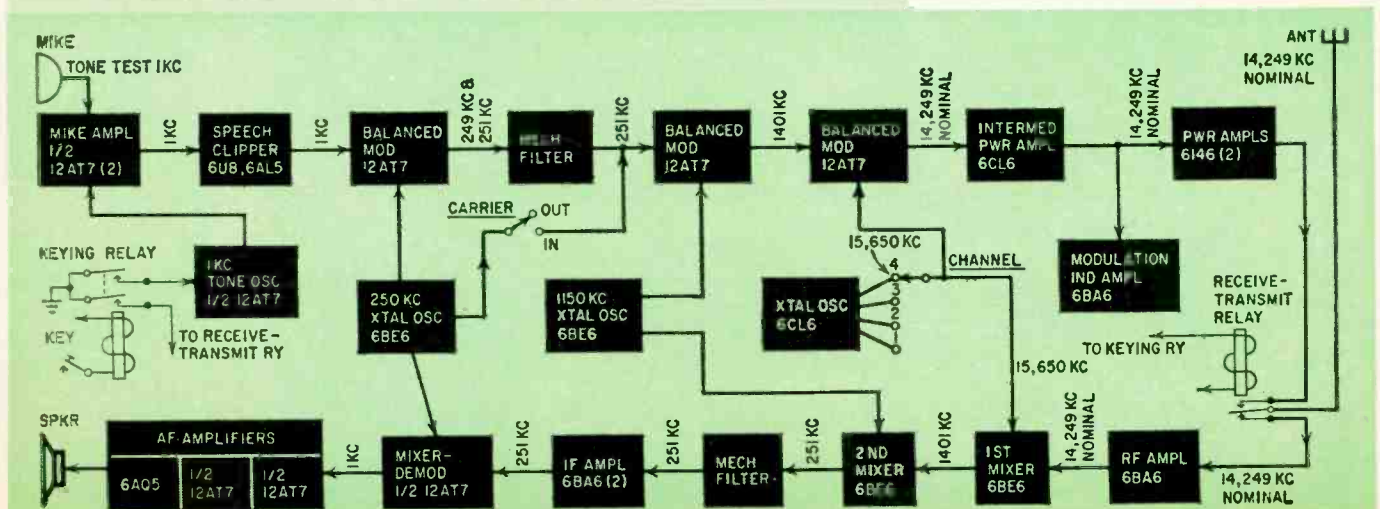 MIKE
TONE TEST 1KC
MIKE AMPL
1/2
12AT7 (2)
1KC
SPEECH
CLIPPER
6U8, 6AL5
1KC
BALANCED
MOD
12AT7
249 KC &
251 KC
MECH
FILTER
251 KC
BALANCED
MOD
12AT7
1401 KC
BALANCED
MOD
12AT7
14,249 KC
NOMINAL
INTERMED
PWR AMPL
6CL6
14,249 KC
NOMINAL
PWR AMPLS
6146 (2)
ANT
14,249 KC
NOMINAL
KEYING RELAY
KEY
TO RECEIVE-
TRANSMIT RY
1KC
TONE OSC
1/2 12AT7
250 KC
XTAL OSC
6BE6
CARRIER
OUT
IN
1150 KC
XTAL OSC
6BE6
XTAL OSC
6CL6
15,650 KC
4
3
2
1
CHANNEL
15,650 KC
MODULATION
IND AMPL
6BA6
RECEIVE-
TRANSMIT
RELAY
TO KEYING RY
SPKR
AF-AMPLIFIERS
6AQ5
1/2
12AT7
1/2
12AT7
1KC
MIXER-
DEMOD
1/2 12AT7
251 KC
IF AMPL
6BA6 (2)
251 KC
MECH
FILTER
251 KC
2ND
MIXER
6BE6
1401 KC
1ST
MIXER
6BE6
14,249 KC
NOMINAL
RF AMPL
6BA6
14,249 KC
NOMINAL